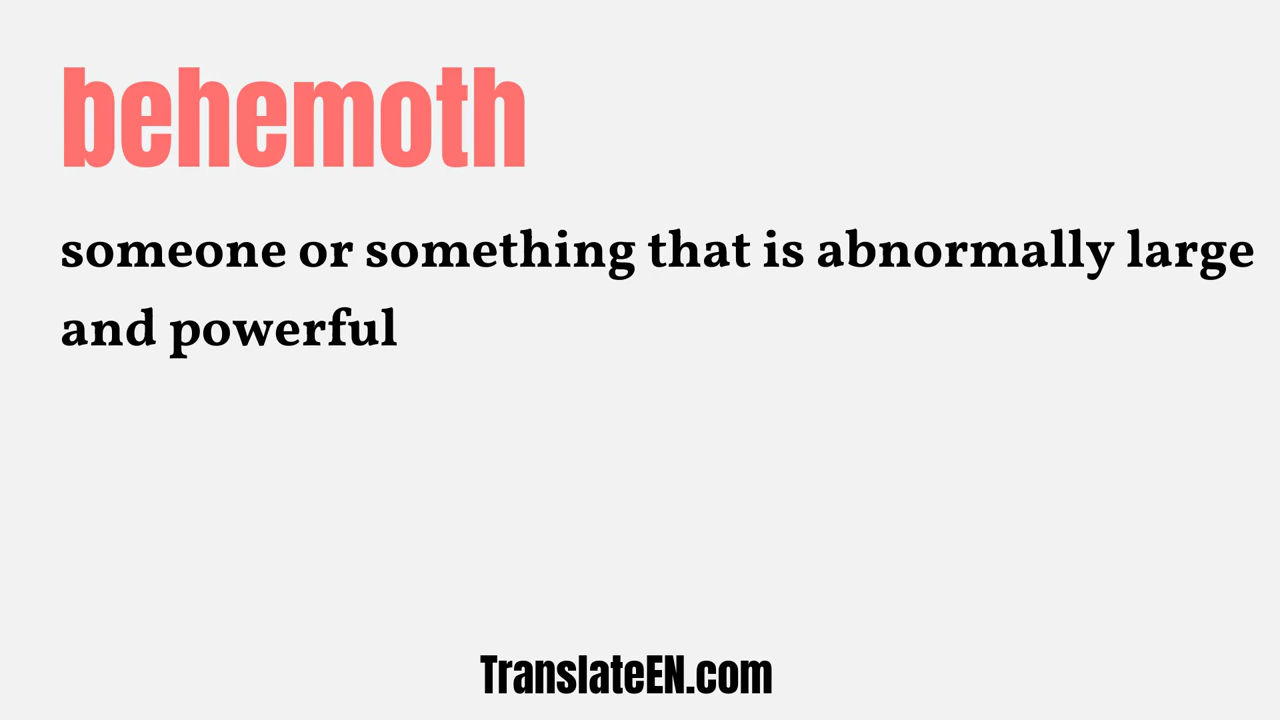 behemoth
someone or something that is abnormally large
and powerful
TranslateEN.com